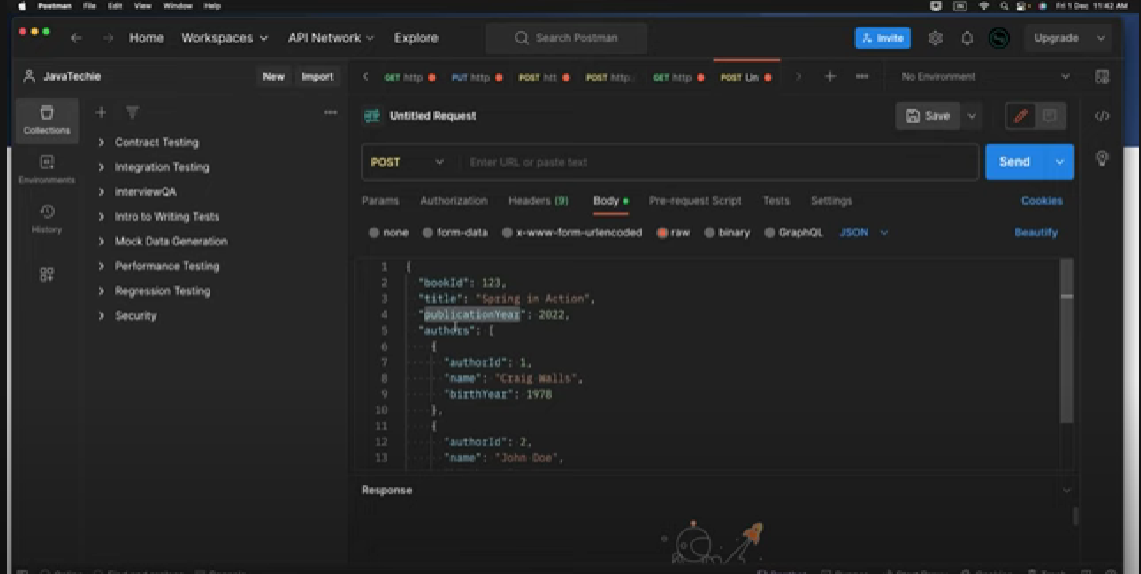 Postman File Edit View Window Help
Fri 1 Dec 11:42 AM
Home Workspaces API Network Explore Search Postman Invite Upgrade
JavaTechie New Import GET http PUT http POST htt POST http GET http POST Lin No Environment
Collections
Environments
History
Contract Testing
Integration Testing
interviewQA
Intro to Writing Tests
Mock Data Generation
Performance Testing
Regression Testing
Security
Untitled Request Save
POST Enter URL or paste text Send
Params Authorization Headers (9) Body Pre-request Script Tests Settings Cookies
none form-data x-www-form-urlencoded raw binary GraphQL JSON Beautify
1 {
2 "bookId": 123,
3 "title": "Spring in Action",
4 "publicationYear": 2022,
5 "authors": [
6 {
7 "authorId": 1,
8 "name": "Craig Walls",
9 "birthYear": 1978
10 },
11 {
12 "authorId": 2,
13 "name": "John Doe",
Response